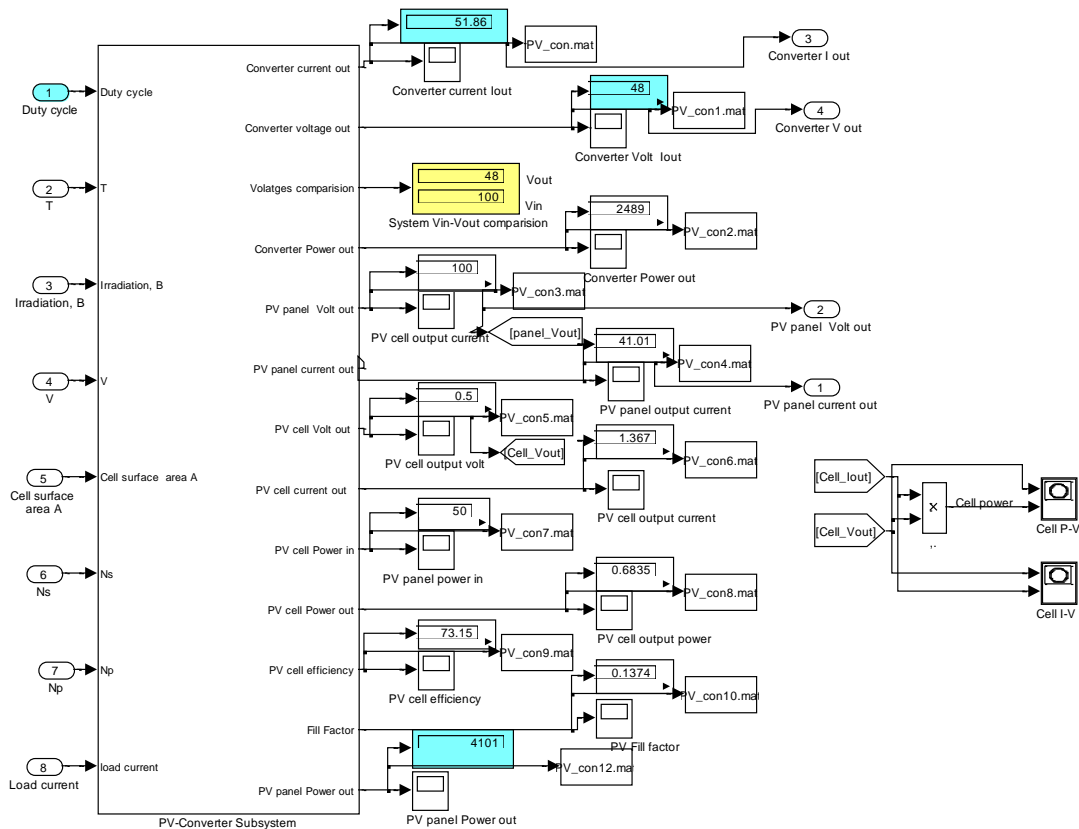 51.86
PV_con.mat
3
Converter I out
Converter current out
Converter current Iout
1
Duty cycle
Duty cycle
48
PV_con1.mat
4
Converter V out
Converter voltage out
Converter Volt Iout
2
T
T
Volatges comparision
48
Vout
100
Vin
System Vin-Vout comparision
2489
PV_con2.mat
Converter Power out
Converter Power out
3
Irradiation, B
Irradiation, B
100
PV_con3.mat
PV panel Volt out
2
PV panel Volt out
PV cell output current
[panel_Vout]
41.01
PV_con4.mat
PV panel current out
4
V
V
PV panel output current
1
PV panel current out
0.5
PV_con5.mat
PV cell Volt out
PV cell output volt
[Cell_Vout]
1.367
PV_con6.mat
5
Cell surface
area A
Cell surface area A
PV cell current out
PV cell output current
[Cell_Iout]
[Cell_Vout]
×
Cell power
,.
Cell P-V
Cell I-V
50
PV_con7.mat
PV cell Power in
PV panel power in
6
Ns
Ns
0.6835
PV_con8.mat
PV cell Power out
PV cell output power
73.15
PV_con9.mat
PV cell efficiency
PV cell efficiency
7
Np
Np
0.1374
PV_con10.mat
Fill Factor
PV Fill factor
4101
PV_con12.mat
8
Load current
load current
PV panel Power out
PV panel Power out
PV-Converter Subsystem